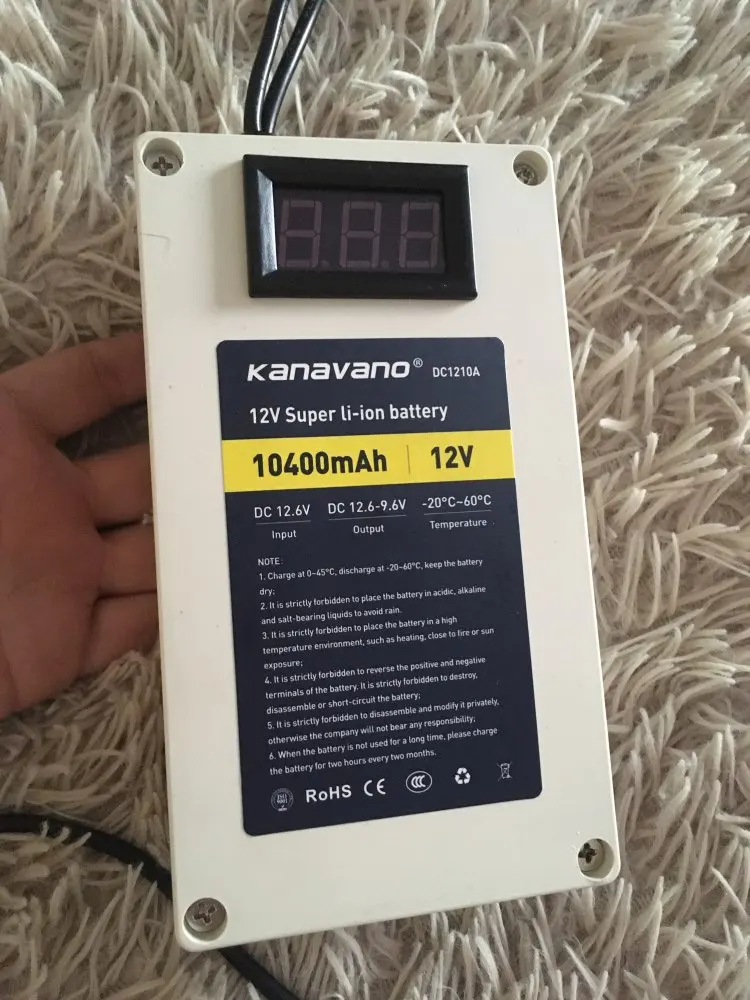 8.8.8
Kanavano® DC1210A
12V Super li-ion battery
10400mAh | 12V
DC 12.6V DC 12.6-9.6V -20°C~60°C
Input Output Temperature
NOTE:
1. Charge at 0~45°C, discharge at -20~60°C, keep the battery
dry;
2. It is strictly forbidden to place the battery in acidic, alkaline
and salt-bearing liquids to avoid rain.
3. It is strictly forbidden to place the battery in a high
temperature environment, such as heating, close to fire or sun
exposure;
4. It is strictly forbidden to reverse the positive and negative
terminals of the battery. It is strictly forbidden to destroy,
disassemble or short-circuit the battery;
5. It is strictly forbidden to disassemble and modify it privately,
otherwise the company will not bear any responsibility;
6. When the battery is not used for a long time, please charge
the battery for two hours every two months.
ISO 9001 RoHS CE CCC